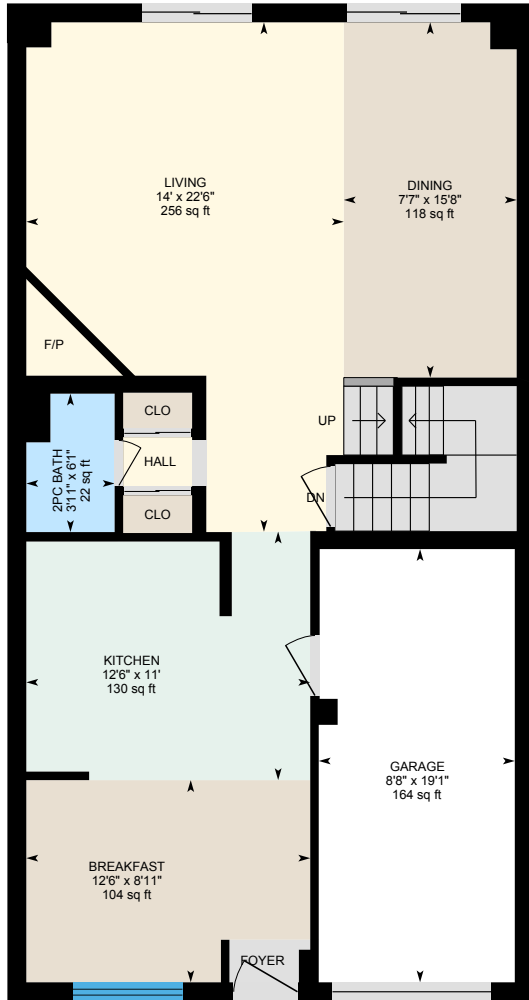 LIVING
14' x 22'6"
256 sq ft
DINING
7'7" x 15'8"
118 sq ft
F/P
CLO
UP
HALL
2PC BATH
3'11" x 6'1"
22 sq ft
DN
CLO
KITCHEN
12'6" x 11'
130 sq ft
GARAGE
8'8" x 19'1"
164 sq ft
BREAKFAST
12'6" x 8'11"
104 sq ft
FOYER